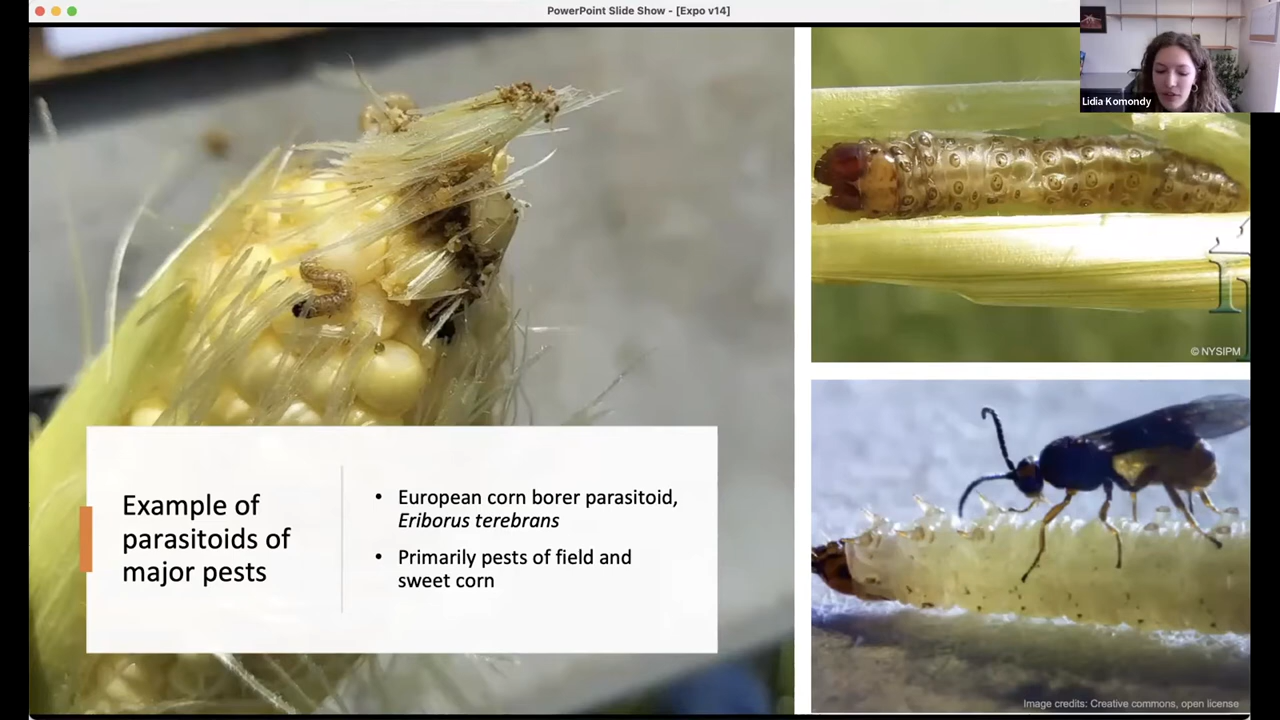 PowerPoint Slide Show - [Expo v14]
Lidia Komondy
© NYSIPM
Example of
parasitoids of
major pests
• European corn borer parasitoid,
Eriborus terebrans
• Primarily pests of field and
sweet corn
Image credits: Creative commons, open license